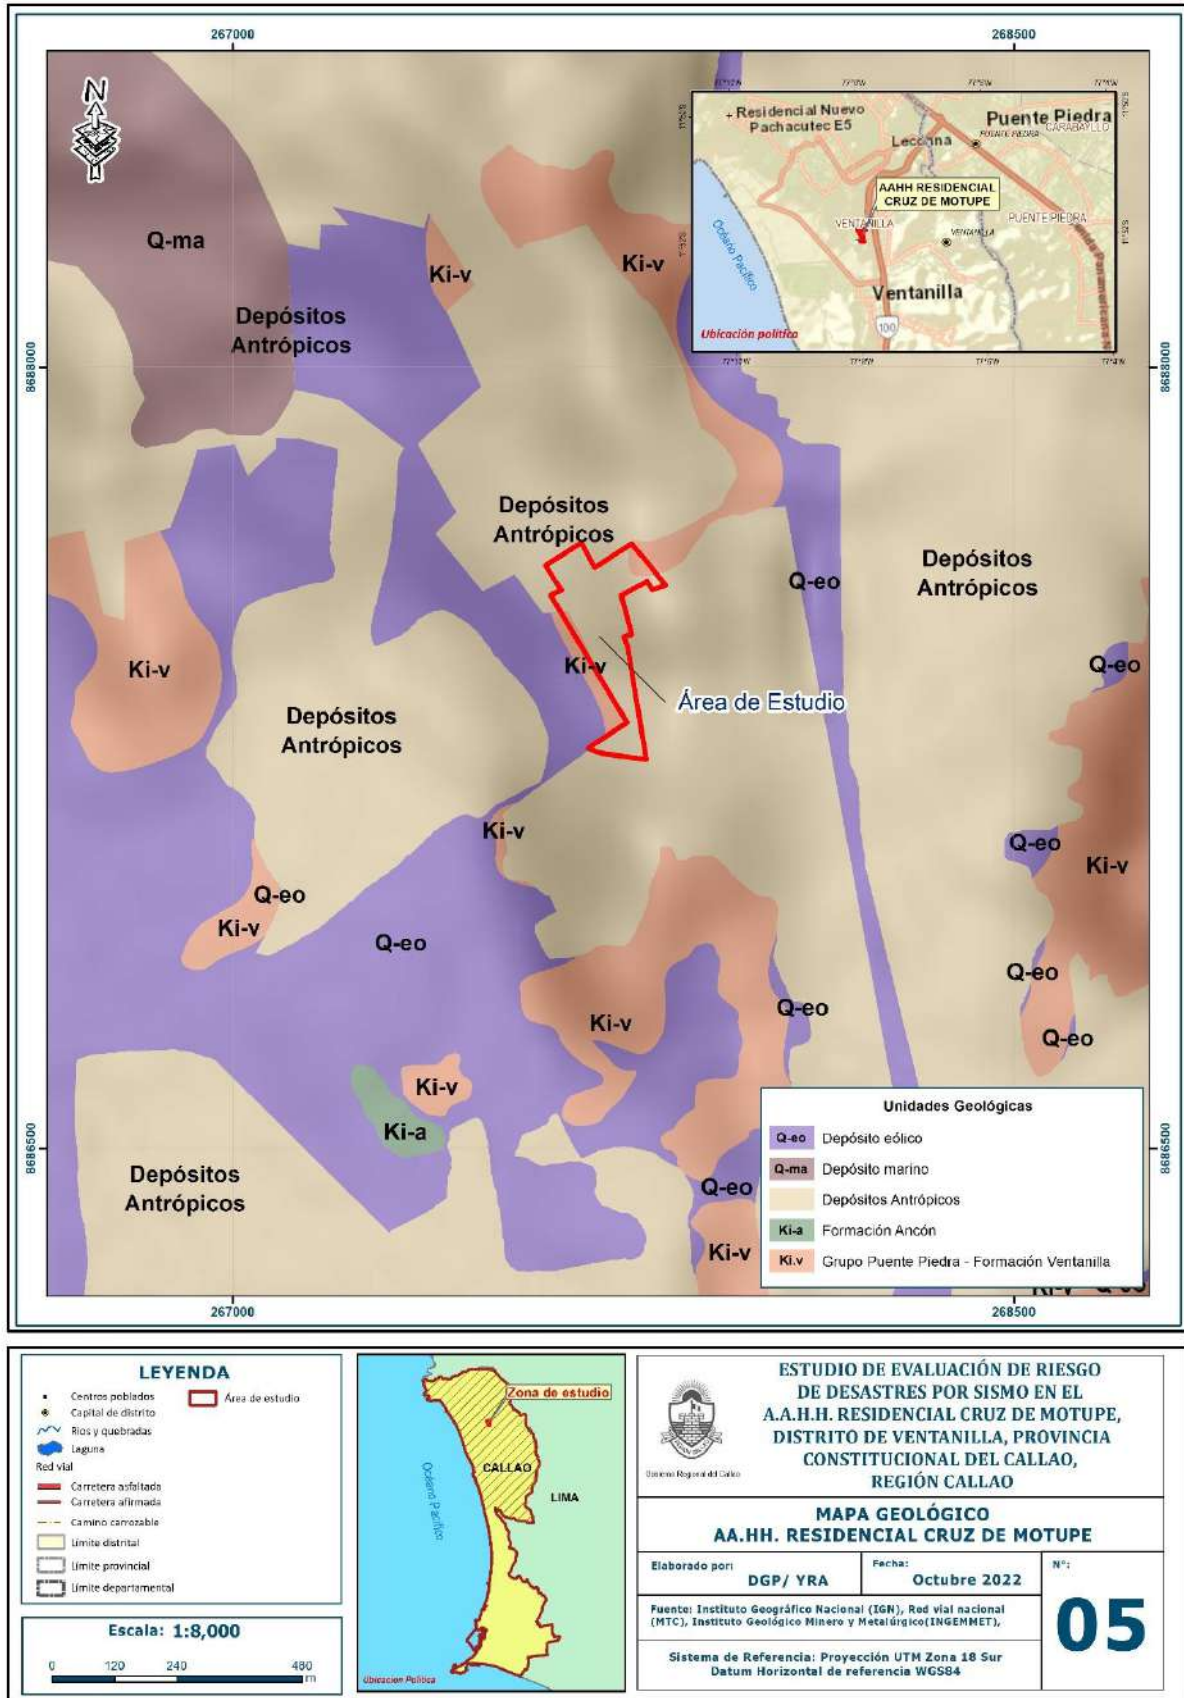 267000
268500
N
Residencial Nuevo
Pachacutec E5
Puente Piedra
CARABAYLLO
PUENTE PIEDRA
AAHH RESIDENCIAL
CRUZ DE MOTUPE
VENTANILLA
PUENTE PIEDRA
VENTANILLA
Océano Pacífico
Ventanilla
100
Ubicación política
Q-ma
Ki-v
Ki-v
Depósitos
Antrópicos
8688000
8688000
Depósitos
Antrópicos
Depósitos
Antrópicos
Q-eo
Ki-v
Ki-v
Q-eo
Área de Estudio
Depósitos
Antrópicos
Ki-v
Q-eo
Ki-v
Q-eo
Ki-v
Q-eo
Q-eo
Q-eo
Ki-v
Q-eo
Ki-v
Ki-a
Depósitos
Antrópicos
Q-eo
Ki-v
8686500
8686500
Unidades Geológicas
Q-eo Depósito eólico
Q-ma Depósito marino
Depósitos Antrópicos
Ki-a Formación Ancón
Ki.v Grupo Puente Piedra - Formación Ventanilla
Ki-v Q-eo
267000
268500
LEYENDA
Centros poblados
Área de estudio
Capital de distrito
Rios y quebradas
Laguna
Red vial
Carretera asfaltada
Carretera afirmada
Camino carrozable
Límite distrital
Límite provincial
Límite departamental
Escala: 1:8,000
0 120 240 480
m
Zona de estudio
CALLAO
LIMA
Océano Pacífico
Ubicacion Política
Gobierno Regional del Callao
ESTUDIO DE EVALUACIÓN DE RIESGO
DE DESASTRES POR SISMO EN EL
A.A.H.H. RESIDENCIAL CRUZ DE MOTUPE,
DISTRITO DE VENTANILLA, PROVINCIA
CONSTITUCIONAL DEL CALLAO,
REGIÓN CALLAO
MAPA GEOLÓGICO
AA.HH. RESIDENCIAL CRUZ DE MOTUPE
Elaborado por:
DGP/ YRA
Fecha:
Octubre 2022
N°:
05
Fuente: Instituto Geográfico Nacional (IGN), Red vial nacional
(MTC), Instituto Geológico Minero y Metalúrgico(INGEMMET),
Sistema de Referencia: Proyección UTM Zona 18 Sur
Datum Horizontal de referencia WGS84